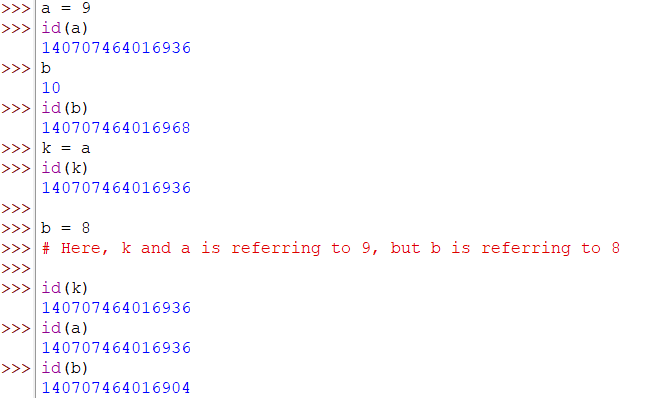 >>> a = 9
>>> id(a)
140707464016936
>>> b
10
>>> id(b)
140707464016968
>>> k = a
>>> id(k)
140707464016936
>>>
>>> b = 8
>>> # Here, k and a is referring to 9, but b is referring to 8
>>>
>>> id(k)
140707464016936
>>> id(a)
140707464016936
>>> id(b)
140707464016904